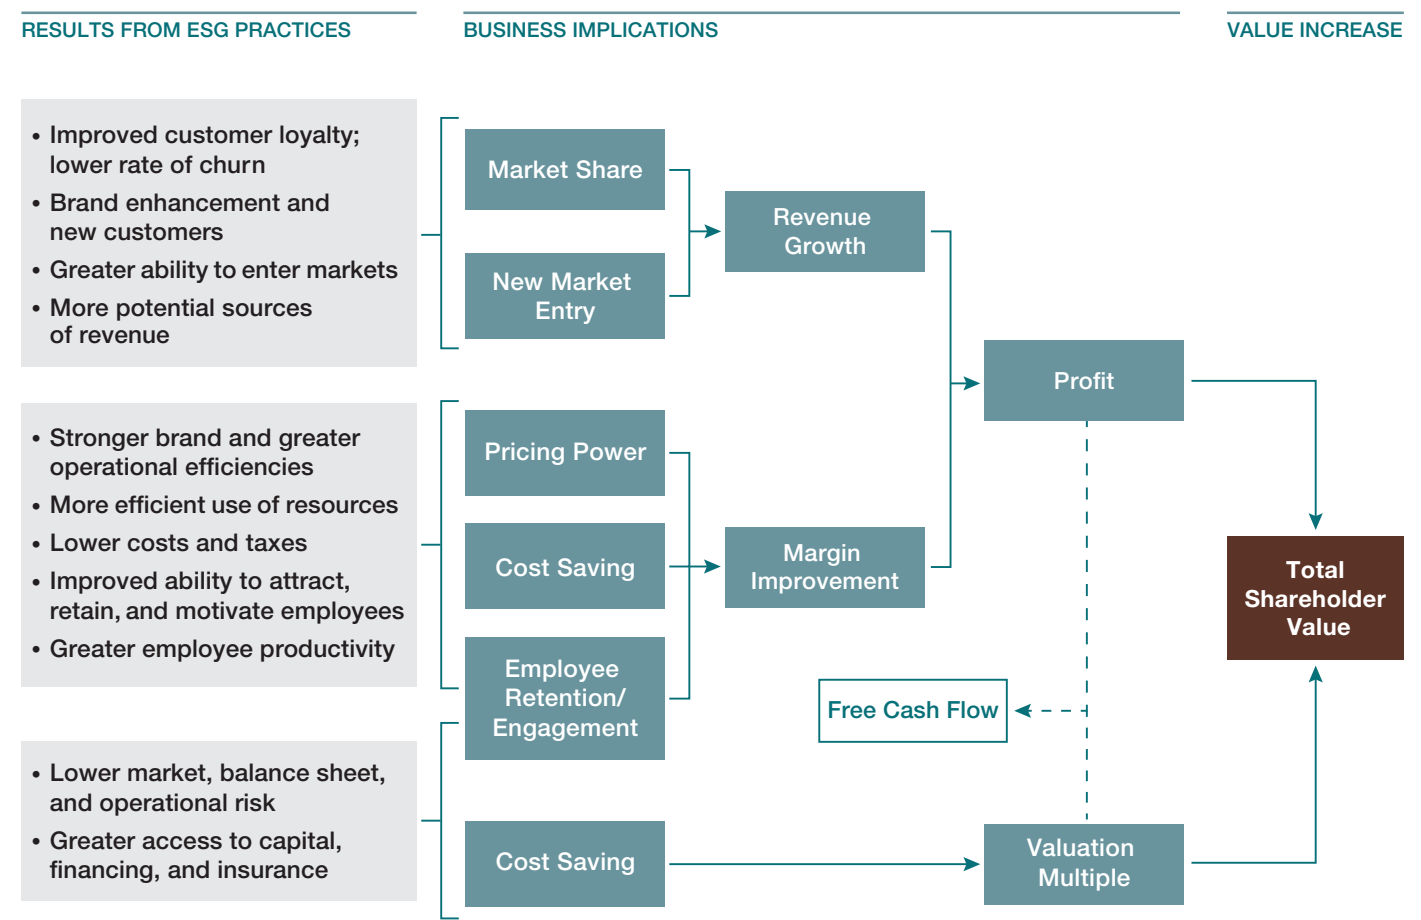 RESULTS FROM ESG PRACTICES
BUSINESS IMPLICATIONS
VALUE INCREASE
• Improved customer loyalty;
lower rate of churn
• Brand enhancement and
new customers
• Greater ability to enter markets
• More potential sources
of revenue
Market Share
New Market
Entry
Revenue
Growth
• Stronger brand and greater
operational efficiencies
• More efficient use of resources
• Lower costs and taxes
• Improved ability to attract,
retain, and motivate employees
• Greater employee productivity
Pricing Power
Cost Saving
Employee
Retention/
Engagement
Margin
Improvement
Profit
Free Cash Flow
Total
Shareholder
Value
• Lower market, balance sheet,
and operational risk
• Greater access to capital,
financing, and insurance
Cost Saving
Valuation
Multiple